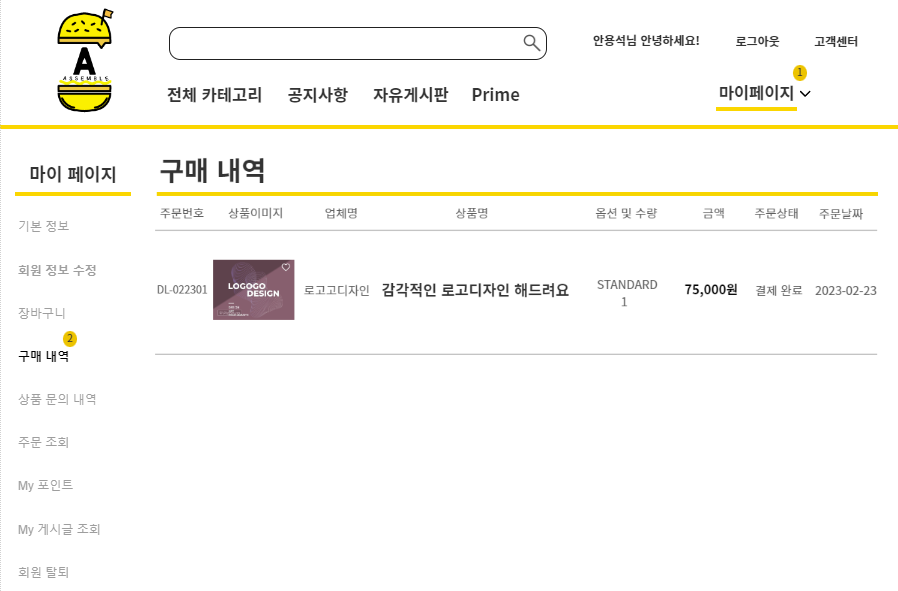 A
ASSEMBLE
안용석님 안녕하세요!
로그아웃
고객센터
전체 카테고리
공지사항
자유게시판
Prime
1
마이페이지
마이 페이지
기본 정보
회원 정보 수정
장바구니
2
구매 내역
상품 문의 내역
주문 조회
My 포인트
My 게시글 조회
회원 탈퇴
구매 내역
주문번호 상품이미지 업체명 상품명 옵션 및 수량 금액 주문상태 주문날짜
LOGOGO
DESIGN
DL-022301 로고고디자인 감각적인 로고디자인 해드려요 STANDARD 75,000원 결제 완료 2023-02-23
1